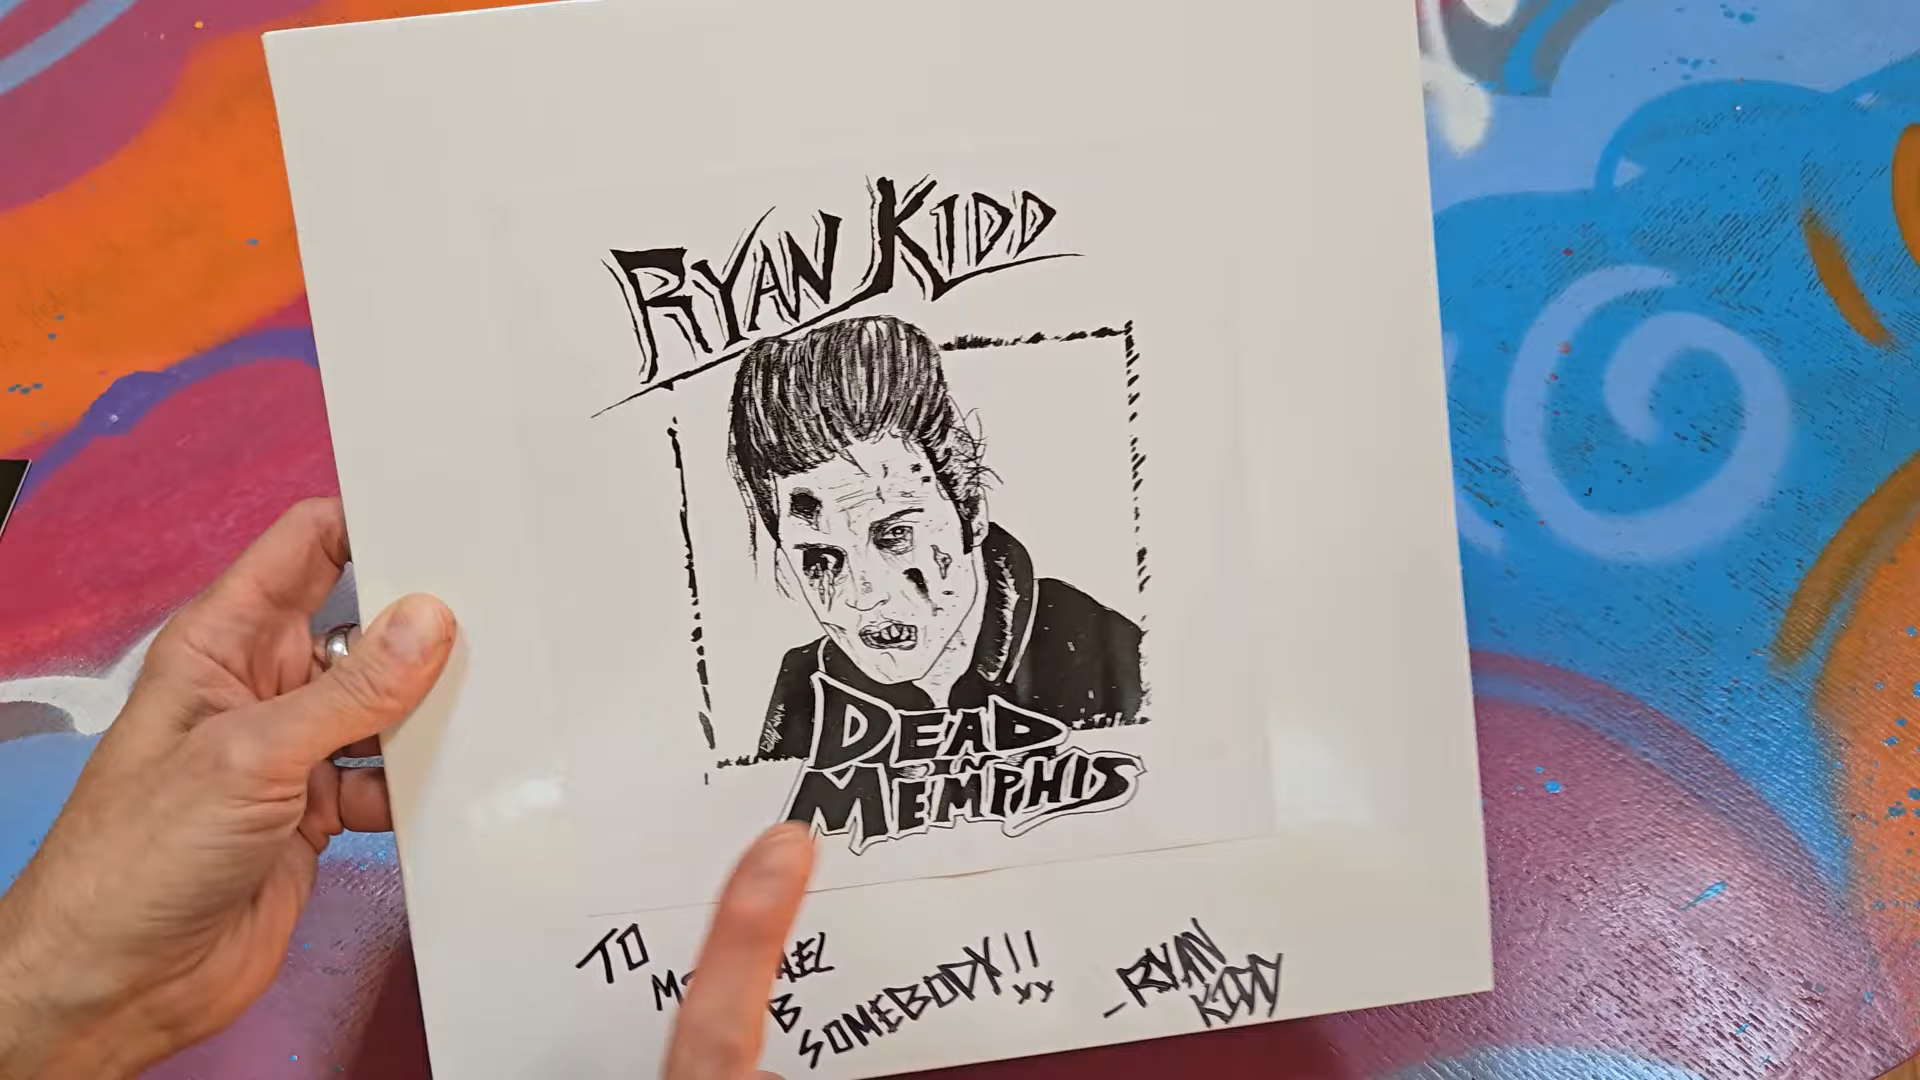 RYAN KIDD
DEAD
IN
MEMPHIS
TO
SOMEBODY!!
xx
-RYAN
KIDD